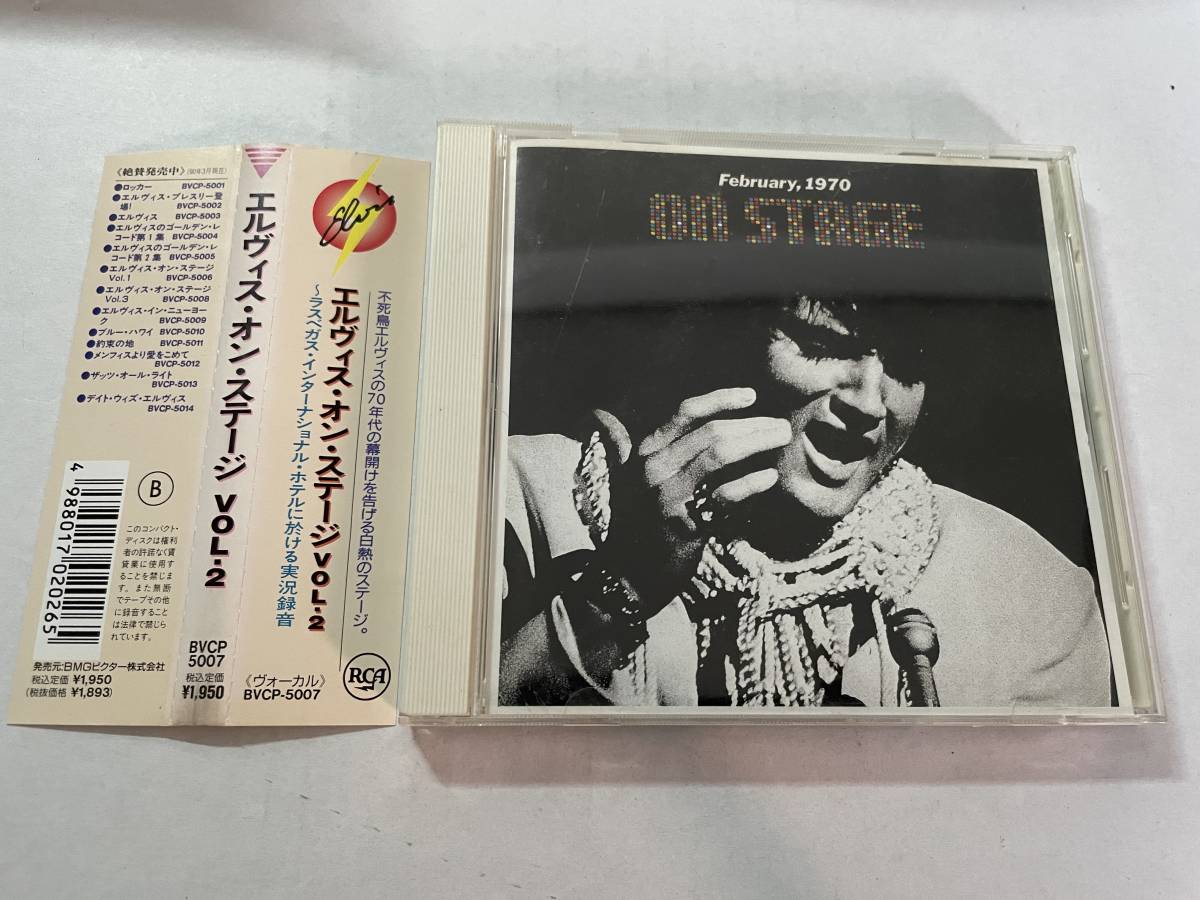 《絶賛発売中》('90年3月現在)
●ロッカー BVCP-5001
●エルヴィス・プレスリー登
場! BVCP-5002
●エルヴィス BVCP-5003
●エルヴィスのゴールデン・レ
コード第1集 BVCP-5004
●エルヴィスのゴールデン・レ
コード第2集 BVCP-5005
●エルヴィス・オン・ステージ
Vol.1 BVCP-5006
●エルヴィス・オン・ステージ
Vol.3 BVCP-5008
●エルヴィス・イン・ニューヨー
ク BVCP-5009
●ブルー・ハワイ BVCP-5010
●約束の地 BVCP-5011
●メンフィスより愛をこめて
BVCP-5012
●ザッツ・オール・ライト
BVCP-5013
●デイト・ウィズ・エルヴィス
BVCP-5014
4 988017 020265
B
このコンパクト・
ディスクは権利
者の許諾なく賃
貸業に使用す
ることを禁じま
す。また無断
でテープその他
に録音すること
は法律で禁じら
れています。
発売元:BMGビクター株式会社
税込定価 ¥1,950
(税抜価格 ¥1,893)
エルヴィス・オン・ステージ VOL-2
BVCP
5007
税込定価
¥1,950
Elvis
不死鳥エルヴィスの70年代の幕開けを告げる白熱のステージ。
エルヴィス・オン・ステージ VOL-2
〜ラスベガス・インターナショナル・ホテルに於ける実況録音
《ヴォーカル》
BVCP-5007
RCA
February, 1970
ON STAGE